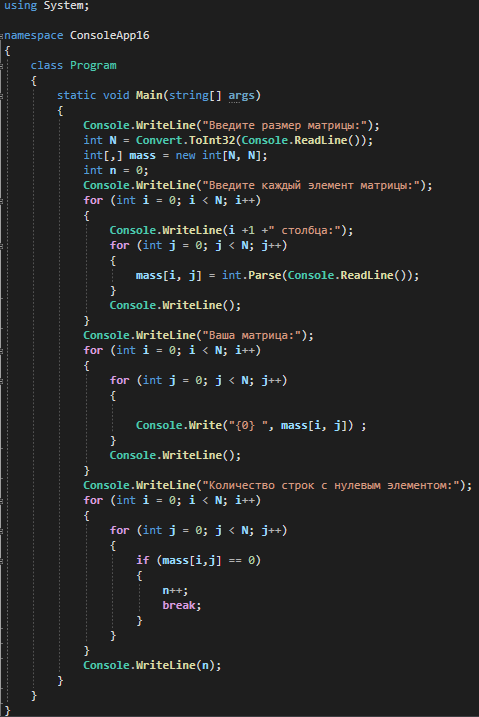 using System;
namespace ConsoleApp16
{
class Program
{
static void Main(string[] args)
{
Console.WriteLine("Введите размер матрицы:");
int N = Convert.ToInt32(Console.ReadLine());
int[,] mass = new int[N, N];
int n = 0;
Console.WriteLine("Введите каждый элемент матрицы:");
for (int i = 0; i < N; i++)
{
Console.WriteLine(i +1 +" столбца:");
for (int j = 0; j < N; j++)
{
mass[i, j] = int.Parse(Console.ReadLine());
}
Console.WriteLine();
}
Console.WriteLine("Ваша матрица:");
for (int i = 0; i < N; i++)
{
for (int j = 0; j < N; j++)
{
Console.Write("{0} ", mass[i, j]) ;
}
Console.WriteLine();
}
Console.WriteLine("Количество строк с нулевым элементом:");
for (int i = 0; i < N; i++)
{
for (int j = 0; j < N; j++)
{
if (mass[i,j] == 0)
{
n++;
break;
}
}
}
Console.WriteLine(n);
}
}
}